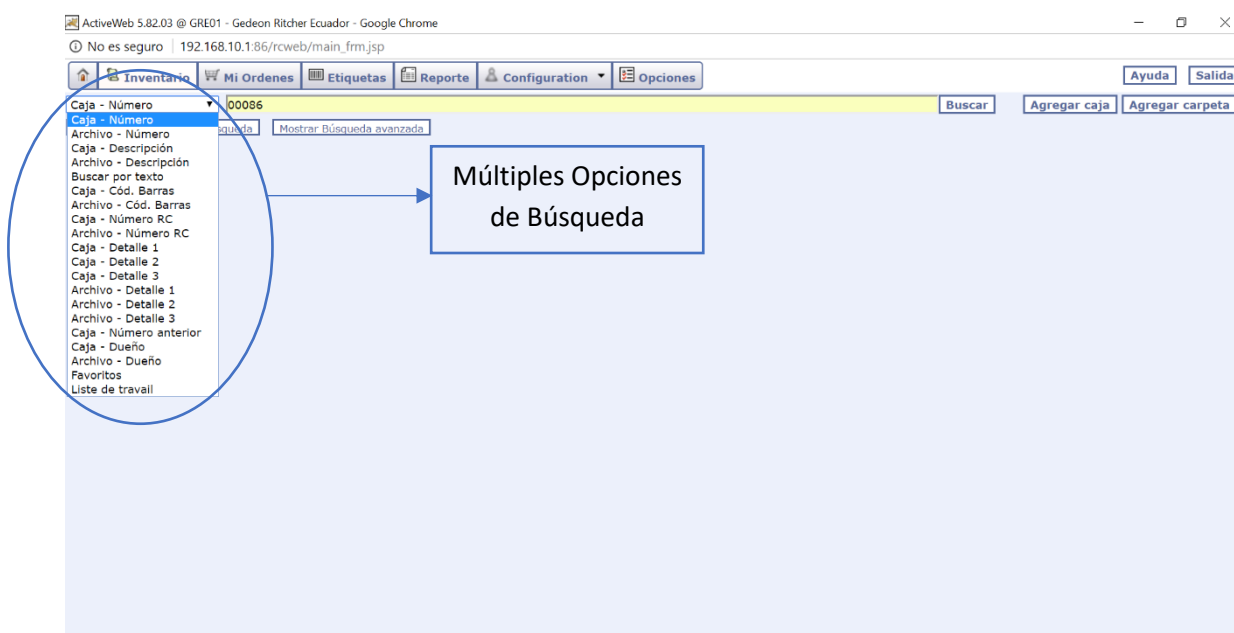 ActiveWeb 5.82.03 @ GRE01 - Gedeon Ritcher Ecuador - Google Chrome
No es seguro 192.168.10.1:86/rcweb/main_frm.jsp
Inventario Mi Ordenes Etiquetas Reporte Configuration Opciones Ayuda Salida
Caja - Número 00086 Buscar Agregar caja Agregar carpeta
Mostrar Búsqueda avanzada
Caja - Número
Archivo - Número
Caja - Descripción
Archivo - Descripción
Buscar por texto
Caja - Cód. Barras
Archivo - Cód. Barras
Caja - Número RC
Archivo - Número RC
Caja - Detalle 1
Caja - Detalle 2
Caja - Detalle 3
Archivo - Detalle 1
Archivo - Detalle 2
Archivo - Detalle 3
Caja - Número anterior
Caja - Dueño
Archivo - Dueño
Favoritos
Liste de travail
Múltiples Opciones
de Búsqueda